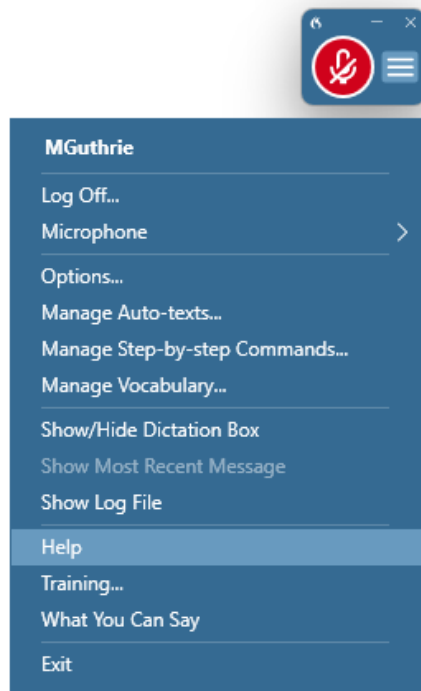 MGuthrie
Log Off...
Microphone
Options...
Manage Auto-texts...
Manage Step-by-step Commands...
Manage Vocabulary...
Show/Hide Dictation Box
Show Most Recent Message
Show Log File
Help
Training...
What You Can Say
Exit